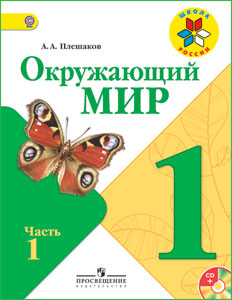 ШКОЛА
РОССИИ
А. А. Плешаков
Окружающий
МИР
1
Часть
1
CD
ПРОСВЕЩЕНИЕ
ИЗДАТЕЛЬСТВО